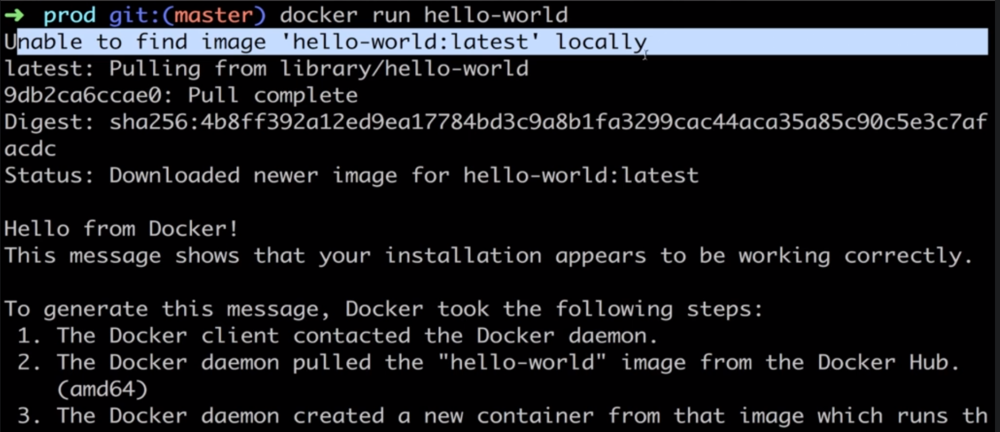 ➜ prod git:(master) docker run hello-world
Unable to find image 'hello-world:latest' locally
latest: Pulling from library/hello-world
9db2ca6ccae0: Pull complete
Digest: sha256:4b8ff392a12ed9ea17784bd3c9a8b1fa3299cac44aca35a85c90c5e3c7af
acdc
Status: Downloaded newer image for hello-world:latest
Hello from Docker!
This message shows that your installation appears to be working correctly.
To generate this message, Docker took the following steps:
1. The Docker client contacted the Docker daemon.
2. The Docker daemon pulled the "hello-world" image from the Docker Hub.
(amd64)
3. The Docker daemon created a new container from that image which runs th